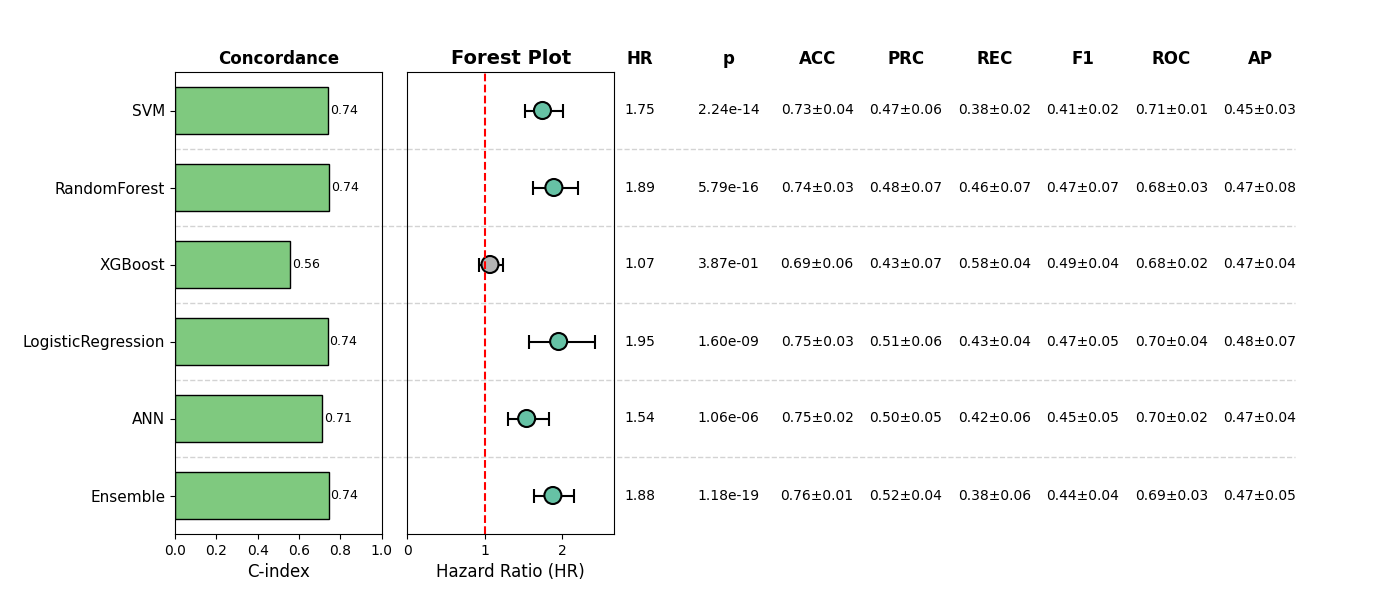 Concordance Forest Plot HR p ACC PRC REC F1 ROC AP
SVM 0.74 1.75 2.24e-14 0.73±0.04 0.47±0.06 0.38±0.02 0.41±0.02 0.71±0.01 0.45±0.03
RandomForest 0.74 1.89 5.79e-16 0.74±0.03 0.48±0.07 0.46±0.07 0.47±0.07 0.68±0.03 0.47±0.08
XGBoost 0.56 1.07 3.87e-01 0.69±0.06 0.43±0.07 0.58±0.04 0.49±0.04 0.68±0.02 0.47±0.04
LogisticRegression 0.74 1.95 1.60e-09 0.75±0.03 0.51±0.06 0.43±0.04 0.47±0.05 0.70±0.04 0.48±0.07
ANN 0.71 1.54 1.06e-06 0.75±0.02 0.50±0.05 0.42±0.06 0.45±0.05 0.70±0.02 0.47±0.04
Ensemble 0.74 1.88 1.18e-19 0.76±0.01 0.52±0.04 0.38±0.06 0.44±0.04 0.69±0.03 0.47±0.05
0.0 0.2 0.4 0.6 0.8 1.0 0 1 2
C-index Hazard Ratio (HR)